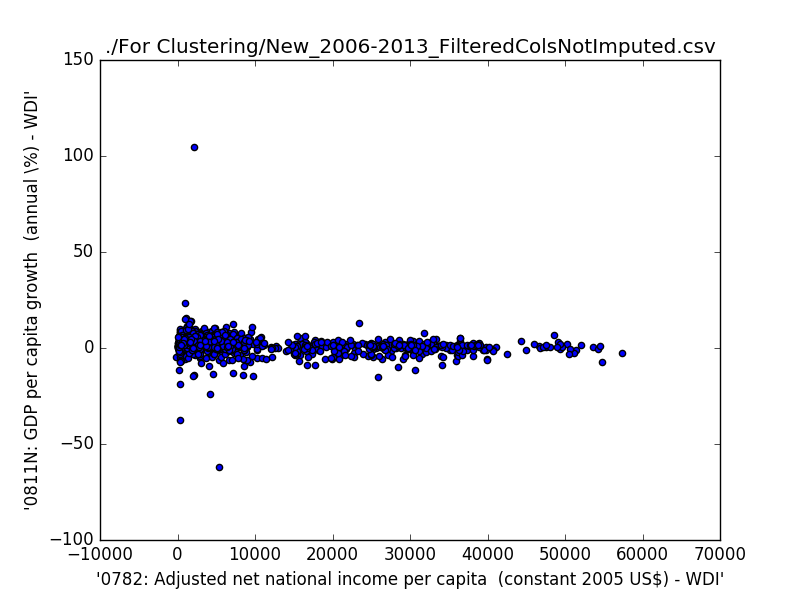 ./For Clustering/New_2006-2013_FilteredColsNotImputed.csv
150
100
50
0
−50
−100
'0811N: GDP per capita growth  (annual \%) - WDI'
−10000 0 10000 20000 30000 40000 50000 60000 70000
'0782: Adjusted net national income per capita  (constant 2005 US$) - WDI'